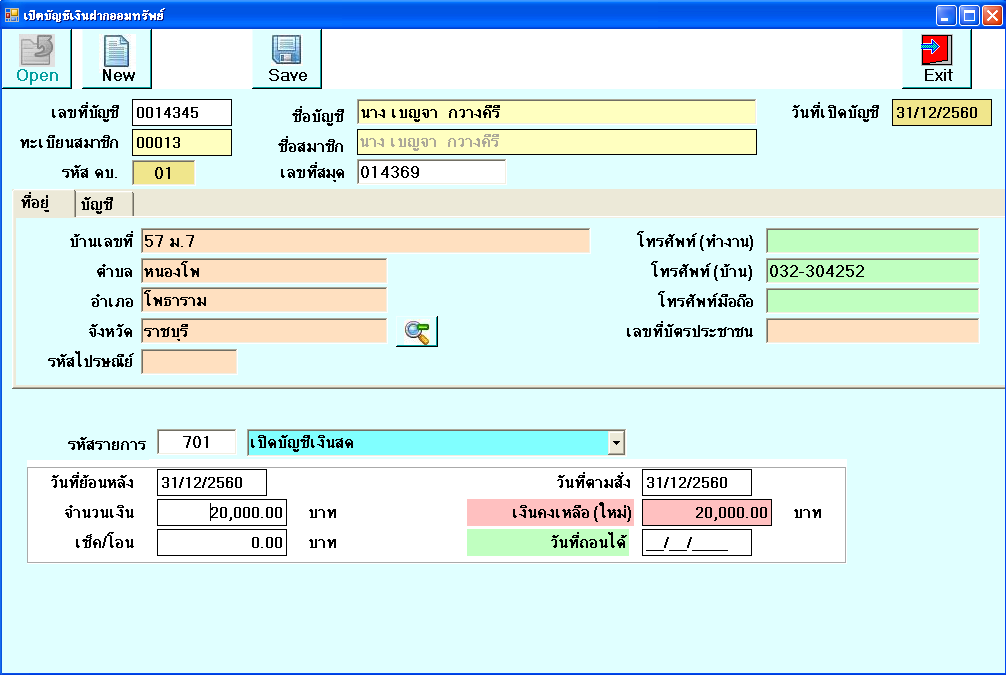 เปิดบัญชีเงินฝากออมทรัพย์
Open New Save Exit
เลขที่บัญชี 0014345 ชื่อบัญชี นาง เบญจา กวางคีรี วันที่เปิดบัญชี 31/12/2560
ทะเบียนสมาชิก 00013 ชื่อสมาชิก นาง เบญจา กวางคีรี
รหัส ดบ. 01 เลขที่สมุด 014369
ที่อยู่ บัญชี
บ้านเลขที่ 57 ม.7 โทรศัพท์ (ทำงาน)
ตำบล หนองโพ โทรศัพท์ (บ้าน) 032-304252
อำเภอ โพธาราม โทรศัพท์มือถือ
จังหวัด ราชบุรี เลขที่บัตรประชาชน
รหัสไปรษณีย์
รหัสรายการ 701 เปิดบัญชีเงินสด
วันที่ย้อนหลัง 31/12/2560 วันที่ตามสั่ง 31/12/2560
จำนวนเงิน 20,000.00 บาท เงินคงเหลือ (ใหม่) 20,000.00 บาท
เช็ค/โอน 0.00 บาท วันที่ถอนได้ __/__/____